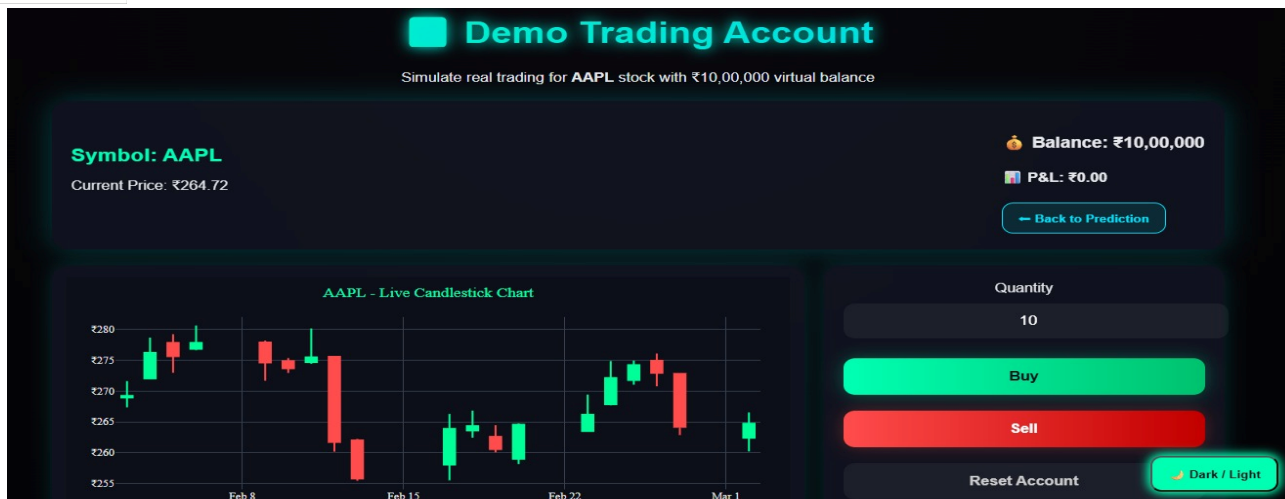 Demo Trading Account
Simulate real trading for AAPL stock with ₹10,00,000 virtual balance
Symbol: AAPL
Current Price: ₹264.72
💰 Balance: ₹10,00,000
📊 P&L: ₹0.00
← Back to Prediction
AAPL - Live Candlestick Chart
₹280
₹275
₹270
₹265
₹260
₹255
Feb 8 Feb 15 Feb 22 Mar 1
Quantity
10
Buy
Sell
Reset Account
🌙 Dark / Light